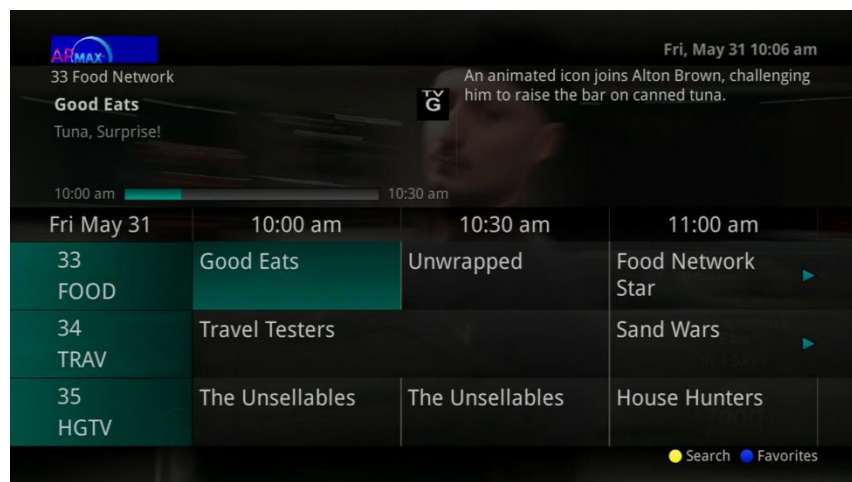 APMAX
Fri, May 31 10:06 am
33 Food Network
Good Eats
Tuna, Surprise!
TV
G
An animated icon joins Alton Brown, challenging
him to raise the bar on canned tuna.
10:00 am 10:30 am
Fri May 31 10:00 am 10:30 am 11:00 am
33
FOOD
Good Eats
Unwrapped
Food Network
Star
34
TRAV
Travel Testers
Sand Wars
35
HGTV
The Unsellables
The Unsellables
House Hunters
Search Favorites